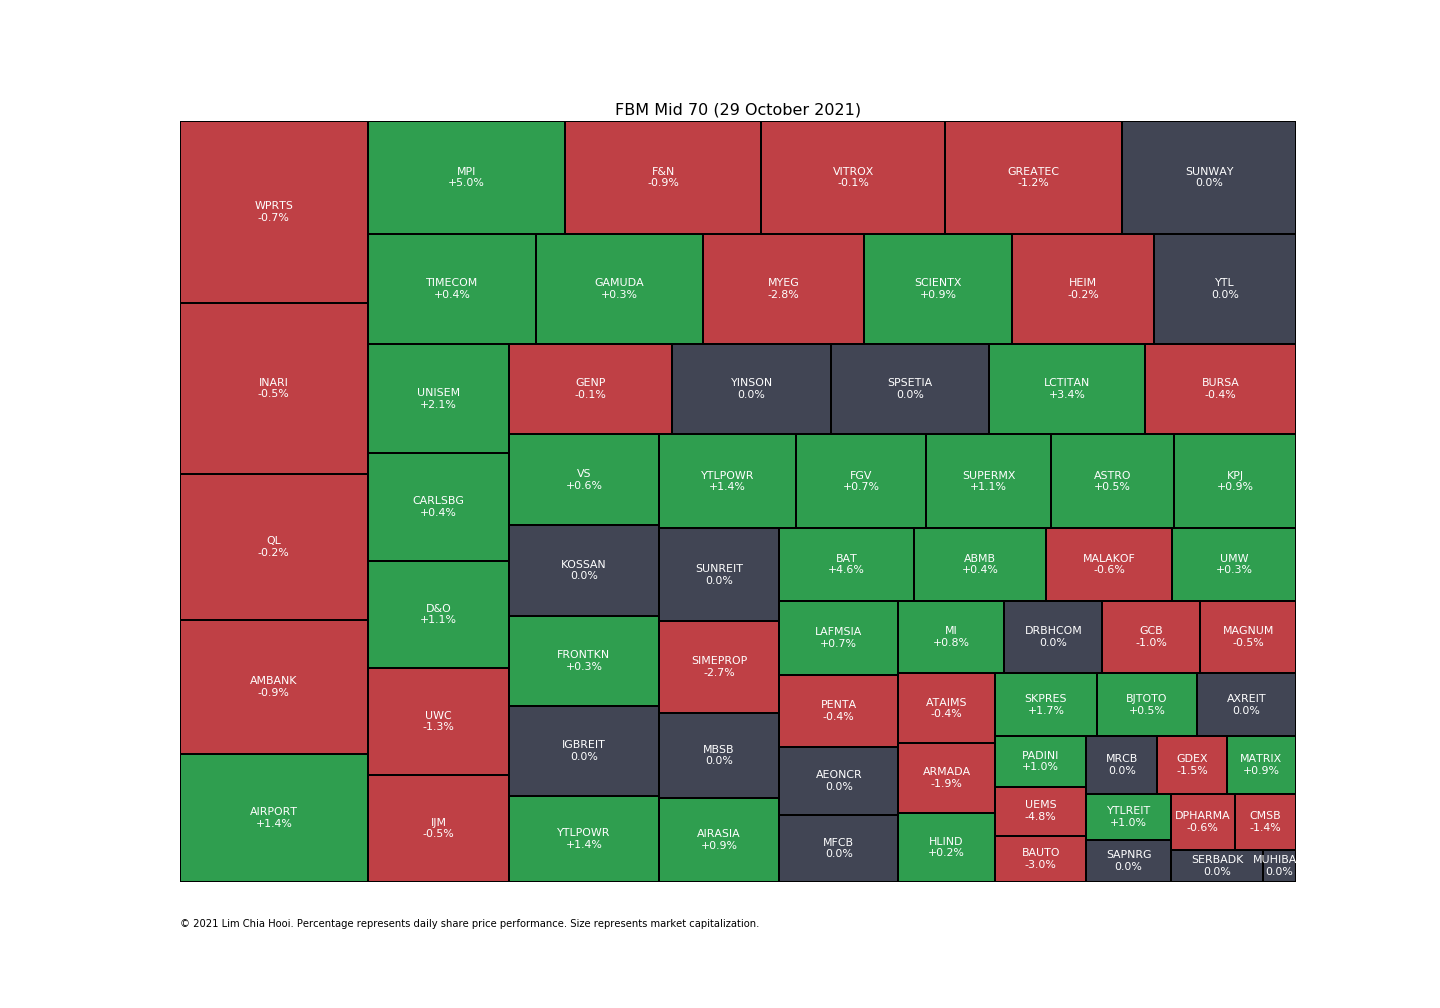 FBM Mid 70 (29 October 2021)
WPRTS
-0.7%
INARI
-0.5%
QL
-0.2%
AMBANK
-0.9%
AIRPORT
+1.4%
MPI
+5.0%
F&N
-0.9%
VITROX
-0.1%
GREATEC
-1.2%
SUNWAY
0.0%
TIMECOM
+0.4%
GAMUDA
+0.3%
MYEG
-2.8%
SCIENTX
+0.9%
HEIM
-0.2%
YTL
0.0%
UNISEM
+2.1%
CARLSBG
+0.4%
D&O
+1.1%
UWC
-1.3%
IJM
-0.5%
GENP
-0.1%
YINSON
0.0%
SPSETIA
0.0%
LCTITAN
+3.4%
BURSA
-0.4%
VS
+0.6%
KOSSAN
0.0%
FRONTKN
+0.3%
IGBREIT
0.0%
YTLPOWR
+1.4%
YTLPOWR
+1.4%
FGV
+0.7%
SUPERMX
+1.1%
ASTRO
+0.5%
KPJ
+0.9%
SUNREIT
0.0%
SIMEPROP
-2.7%
MBSB
0.0%
AIRASIA
+0.9%
BAT
+4.6%
ABMB
+0.4%
MALAKOF
-0.6%
UMW
+0.3%
LAFMSIA
+0.7%
PENTA
-0.4%
AEONCR
0.0%
MFCB
0.0%
MI
+0.8%
DRBHCOM
0.0%
GCB
-1.0%
MAGNUM
-0.5%
ATAIMS
-0.4%
ARMADA
-1.9%
HLIND
+0.2%
SKPRES
+1.7%
BJTOTO
+0.5%
AXREIT
0.0%
PADINI
+1.0%
UEMS
-4.8%
BAUTO
-3.0%
MRCB
0.0%
GDEX
-1.5%
MATRIX
+0.9%
YTLREIT
+1.0%
SAPNRG
0.0%
DPHARMA
-0.6%
CMSB
-1.4%
SERBADK
0.0%
MUHIBA
0.0%
© 2021 Lim Chia Hooi. Percentage represents daily share price performance. Size represents market capitalization.